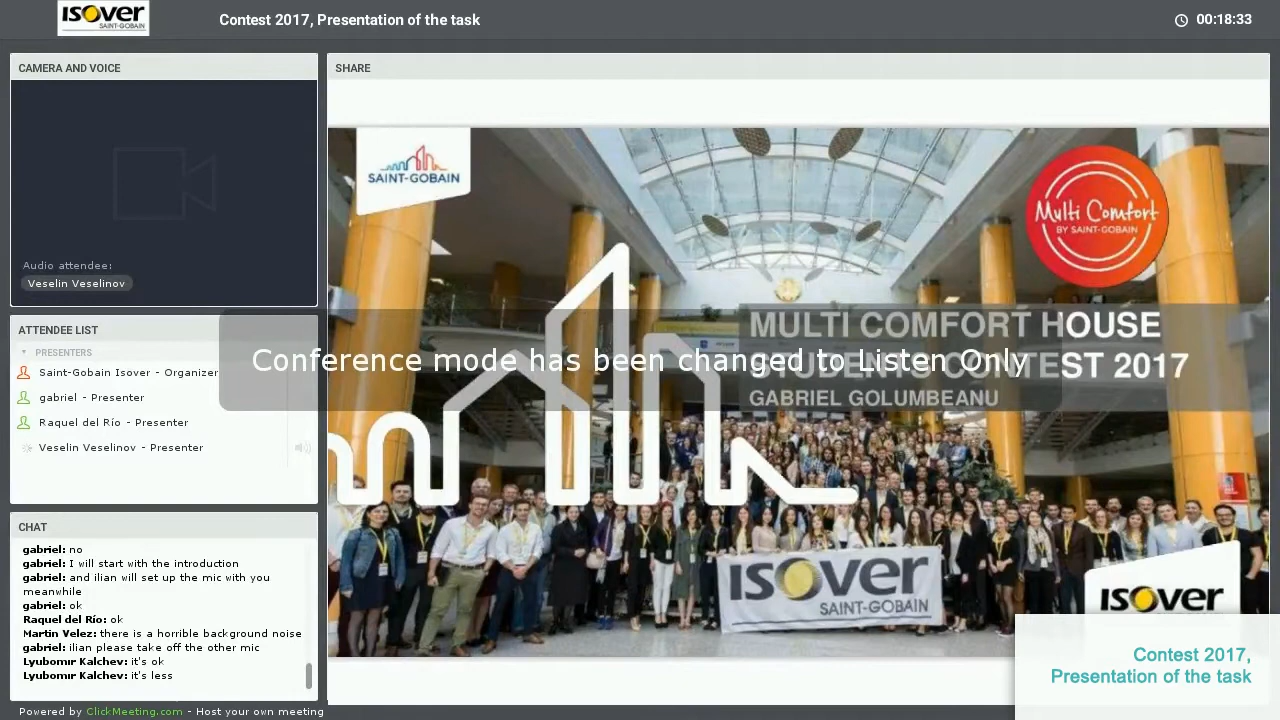 ISOVER
SAINT-GOBAIN
Contest 2017, Presentation of the task
00:18:33
CAMERA AND VOICE
Audio attendee:
Veselin Veselinov
ATTENDEE LIST
PRESENTERS
Saint-Gobain Isover - Organizer
gabriel - Presenter
Raquel del Río - Presenter
Veselin Veselinov - Presenter
CHAT
gabriel: no
gabriel: I will start with the introduction
gabriel: and ilian will set up the mic with you
meanwhile
gabriel: ok
Raquel del Río: ok
Martin Velez: there is a horrible background noise
gabriel: ilian please take off the other mic
Lyubomir Kalchev: it's ok
Lyubomir Kalchev: it's less
Powered by ClickMeeting.com - Host your own meeting
SHARE
SAINT-GOBAIN
Multi Comfort
BY SAINT-GOBAIN
MULTI COMFORT HOUSE
STUDENTS CONTEST 2017
GABRIEL GOLUMBEANU
Conference mode has been changed to Listen Only
ISOVER
SAINT-GOBAIN
ISOVER
Contest 2017,
Presentation of the task